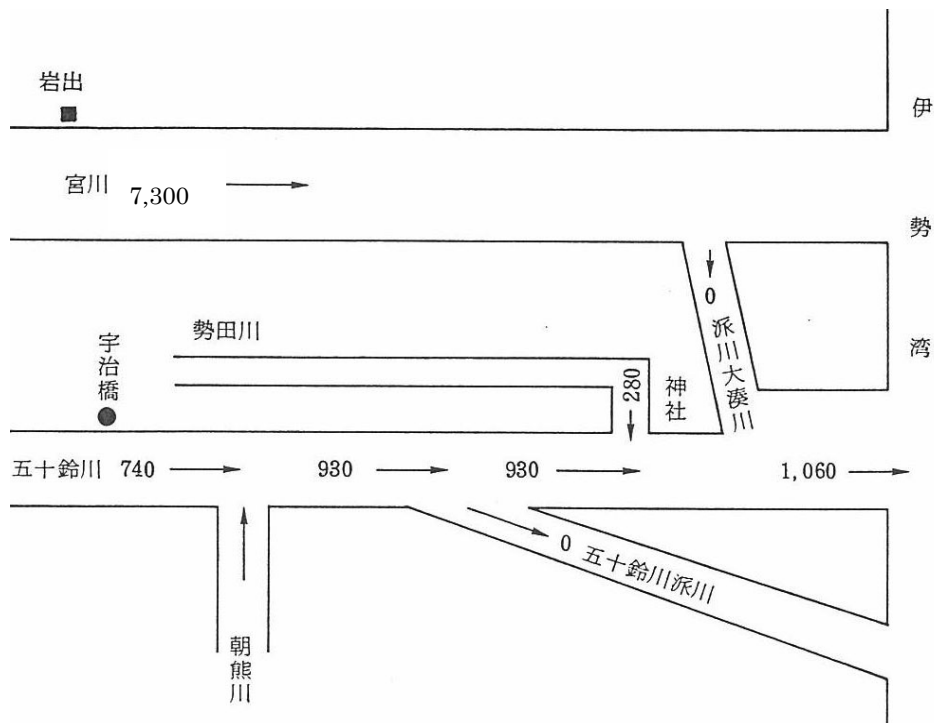 岩出
宮川 7,300
伊勢湾
0
派川大湊川
勢田川
宇治橋
280
神社
五十鈴川 740
930
930
1,060
0 五十鈴川派川
朝熊川